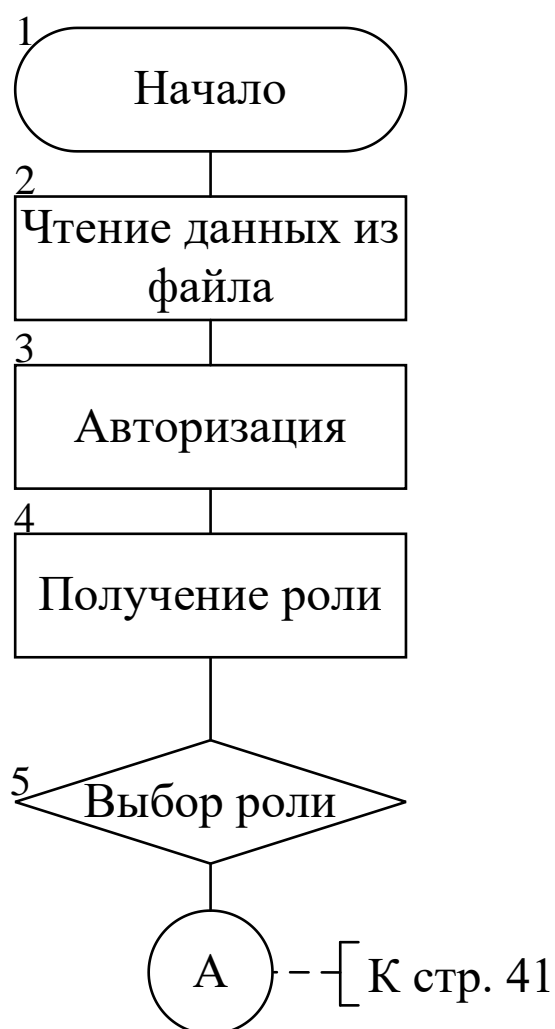 1
Начало
2
Чтение данных из
файла
3
Авторизация
4
Получение роли
5
Выбор роли
А
К стр. 41